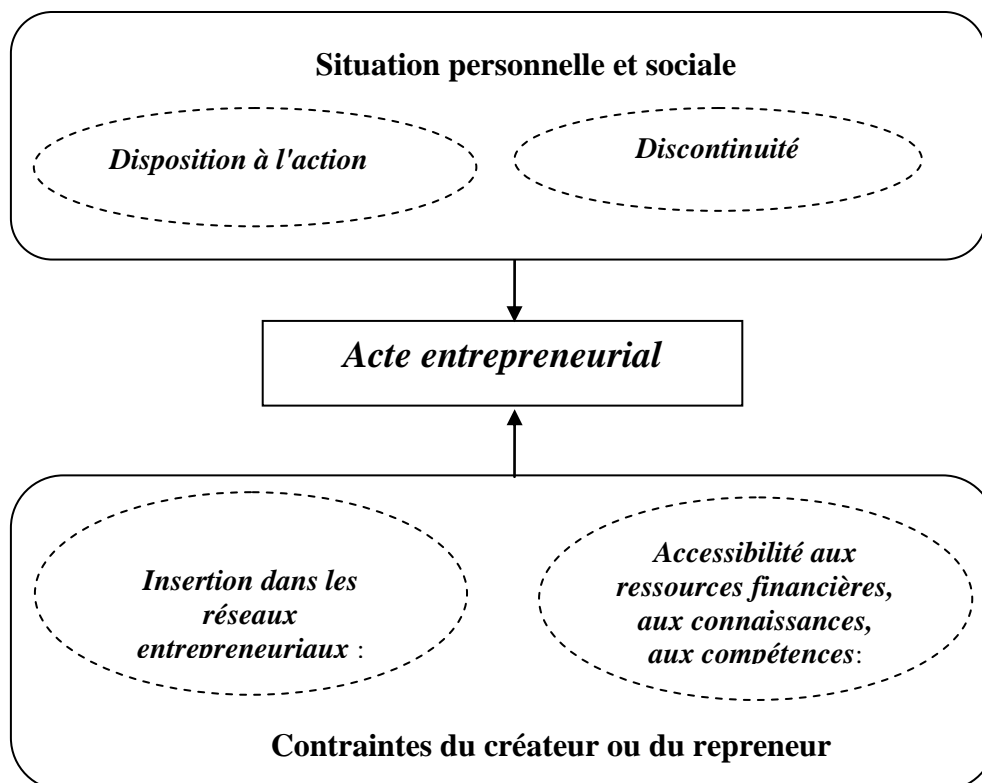 Situation personnelle et sociale
Disposition à l'action
Discontinuité
Acte entrepreneurial
Insertion dans les
réseaux
entrepreneuriaux :
Accessibilité aux
ressources financières,
aux connaissances,
aux compétences:
Contraintes du créateur ou du repreneur